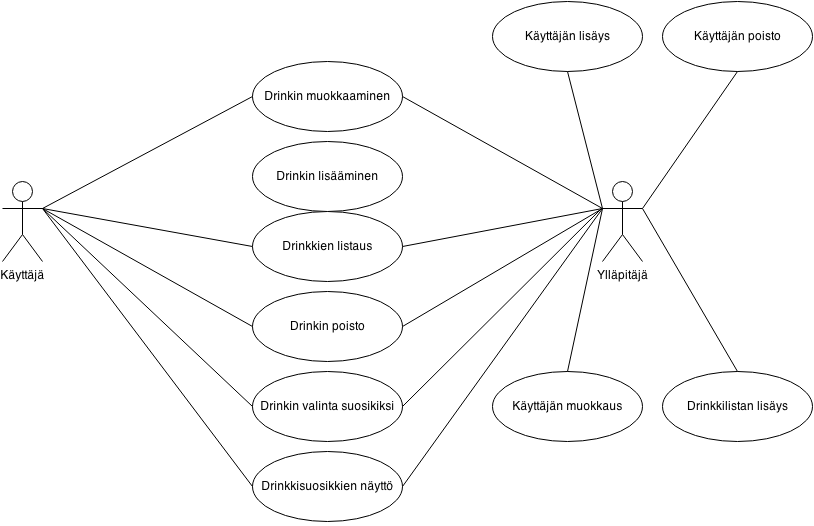 Käyttäjän lisäys
Käyttäjän poisto
Drinkin muokkaaminen
Drinkin lisääminen
Drinkkien listaus
Käyttäjä
Ylläpitäjä
Drinkin poisto
Drinkin valinta suosikiksi
Käyttäjän muokkaus
Drinkkilistan lisäys
Drinkkisuosikkien näyttö